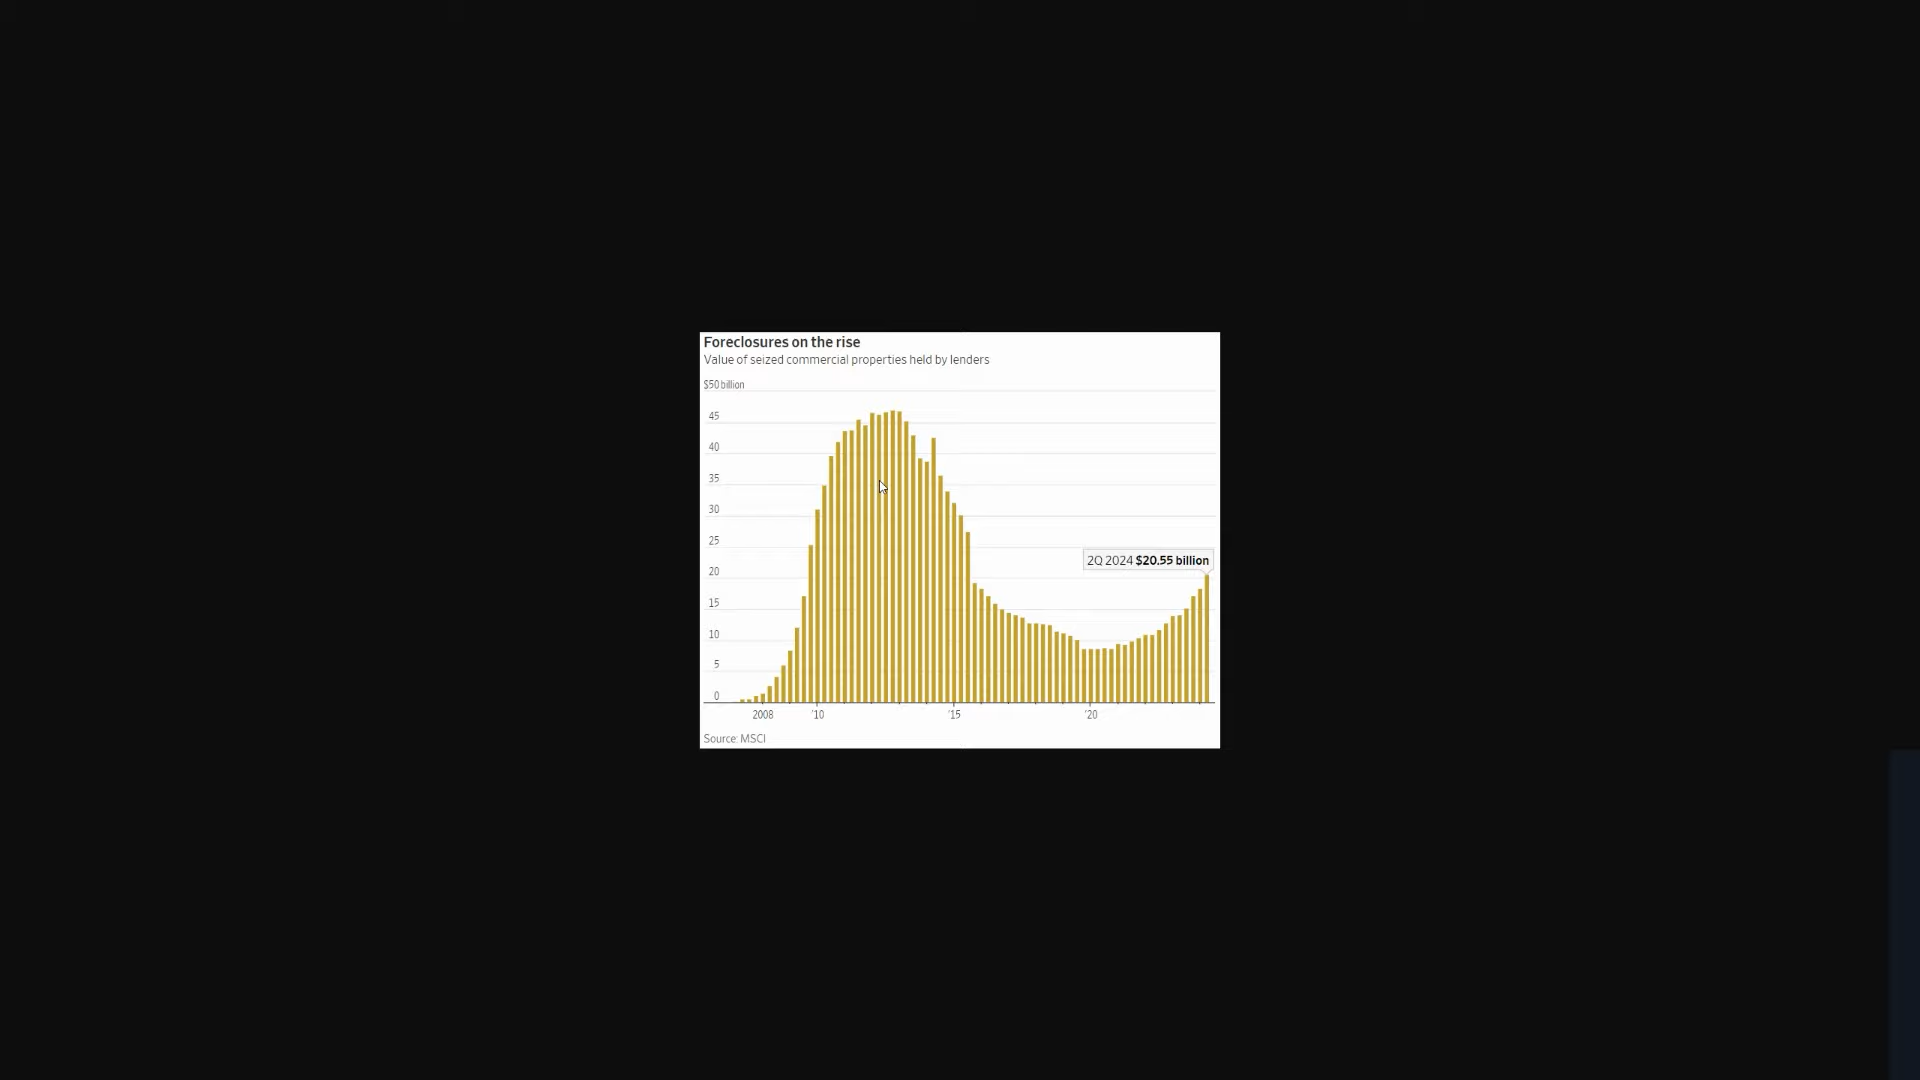 Foreclosures on the rise
Value of seized commercial properties held by lenders
$50 billion
45
40
35
30
25
20
15
10
5
0
2Q 2024 $20.55 billion
2008 '10 '15 '20
Source: MSCI